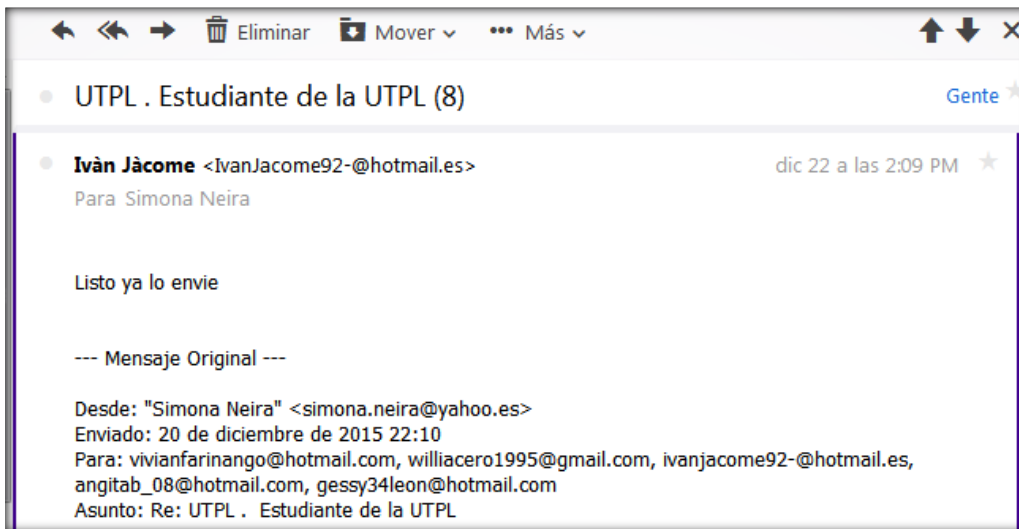 Eliminar Mover ••• Más
UTPL . Estudiante de la UTPL (8) Gente
Ivàn Jàcome <IvanJacome92-@hotmail.es> dic 22 a las 2:09 PM
Para Simona Neira
Listo ya lo envie
--- Mensaje Original ---
Desde: "Simona Neira" <simona.neira@yahoo.es>
Enviado: 20 de diciembre de 2015 22:10
Para: vivianfarinango@hotmail.com, williacero1995@gmail.com, ivanjacome92-@hotmail.es,
angitab_08@hotmail.com, gessy34leon@hotmail.com
Asunto: Re: UTPL .  Estudiante de la UTPL